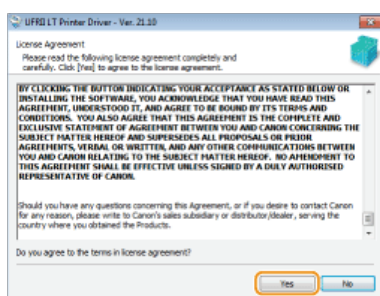 UFRII LT Printer Driver - Ver. 21.10
License Agreement
Please read the following license agreement completely and
carefully. Click [Yes] to agree to the license agreement.
BY CLICKING THE BUTTON INDICATING YOUR ACCEPTANCE AS STATED BELOW OR
INSTALLING THE SOFTWARE, YOU ACKNOWLEDGE THAT YOU HAVE READ THIS
AGREEMENT, UNDERSTOOD IT, AND AGREE TO BE BOUND BY ITS TERMS AND
CONDITIONS. YOU ALSO AGREE THAT THIS AGREEMENT IS THE COMPLETE AND
EXCLUSIVE STATEMENT OF AGREEMENT BETWEEN YOU AND CANON CONCERNING THE
SUBJECT MATTER HEREOF AND SUPERSEDES ALL PROPOSALS OR PRIOR
AGREEMENTS, VERBAL OR WRITTEN, AND ANY OTHER COMMUNICATIONS BETWEEN
YOU AND CANON RELATING TO THE SUBJECT MATTER HEREOF. NO AMENDMENT TO
THIS AGREEMENT SHALL BE EFFECTIVE UNLESS SIGNED BY A DULY AUTHORISED
REPRESENTATIVE OF CANON.
Should you have any questions concerning this Agreement, or if you desire to contact Canon
for any reason, please write to Canon's sales subsidiary or distributor/dealer, serving the
country where you obtained the Products.
Do you agree to the terms in license agreement?
Yes
No